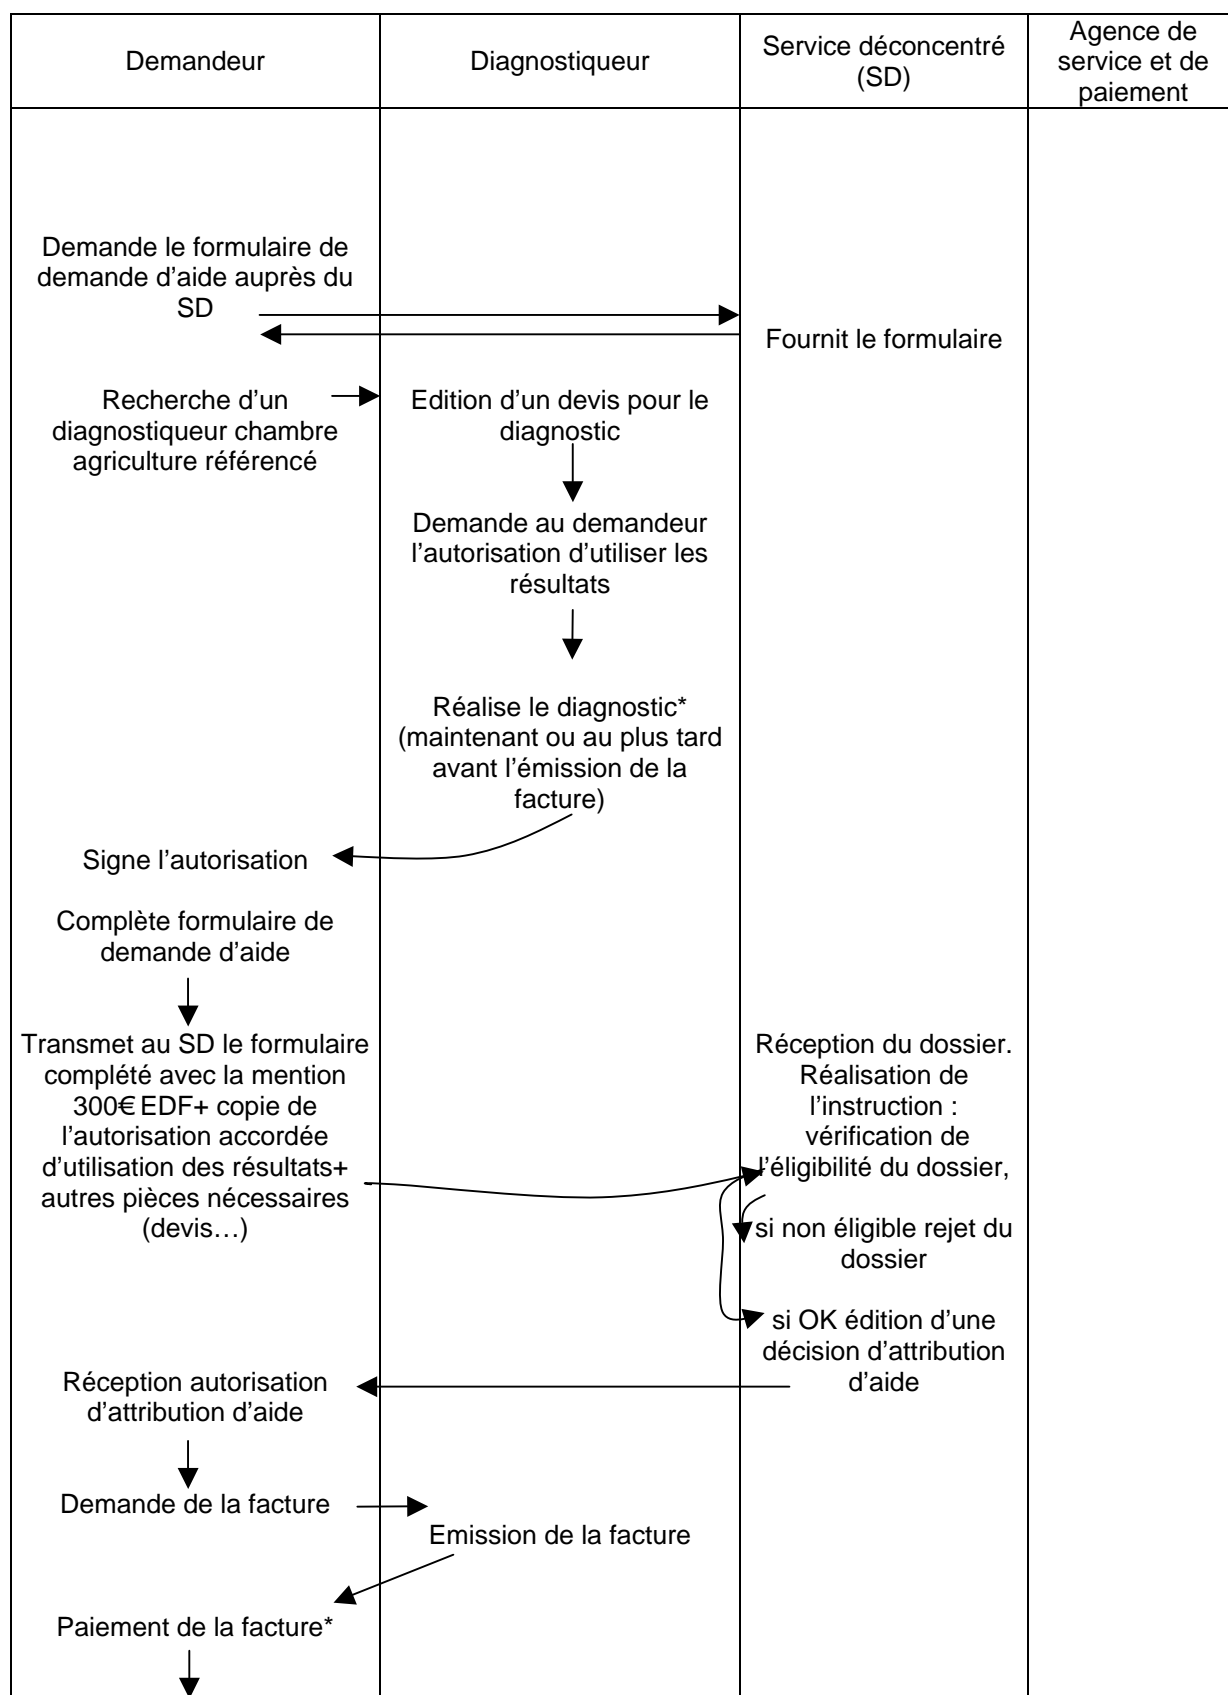 Demandeur
Diagnostiqueur
Service déconcentré
(SD)
Agence de
service et de
paiement
Demande le formulaire de
demande d'aide auprès du
SD
Fournit le formulaire
Recherche d'un
diagnostiqueur chambre
agriculture référencé
Edition d'un devis pour le
diagnostic
Demande au demandeur
l'autorisation d'utiliser les
résultats
Réalise le diagnostic*
(maintenant ou au plus tard
avant l'émission de la
facture)
Signe l'autorisation
Complète formulaire de
demande d'aide
Transmet au SD le formulaire
complété avec la mention
300€ EDF+ copie de
l'autorisation accordée
d'utilisation des résultats+
autres pièces nécessaires
(devis…)
Réception du dossier.
Réalisation de
l'instruction :
vérification de
l'éligibilité du dossier,
si non éligible rejet du
dossier
si OK édition d'une
décision d'attribution
d'aide
Réception autorisation
d'attribution d'aide
Demande de la facture
Emission de la facture
Paiement de la facture*